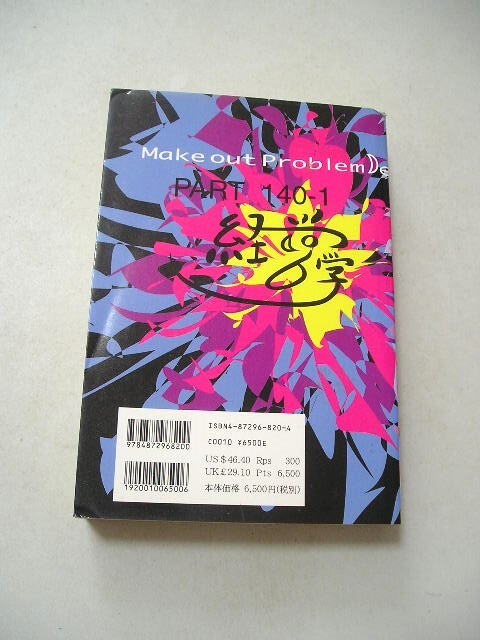 Make out Problem
PART 140-1
経営学
ISBN4-87296-820-4
9784872968200
C0010 ¥6500E
US$46.40 Rps 300
UK£29.10 Pts 6,500
1920010065006
本体価格 6,500円(税別)